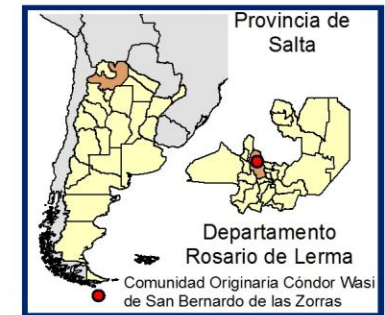 Provincia de
Salta
Departamento
Rosario de Lerma
Comunidad Originaria Cóndor Wasi
de San Bernardo de las Zorras